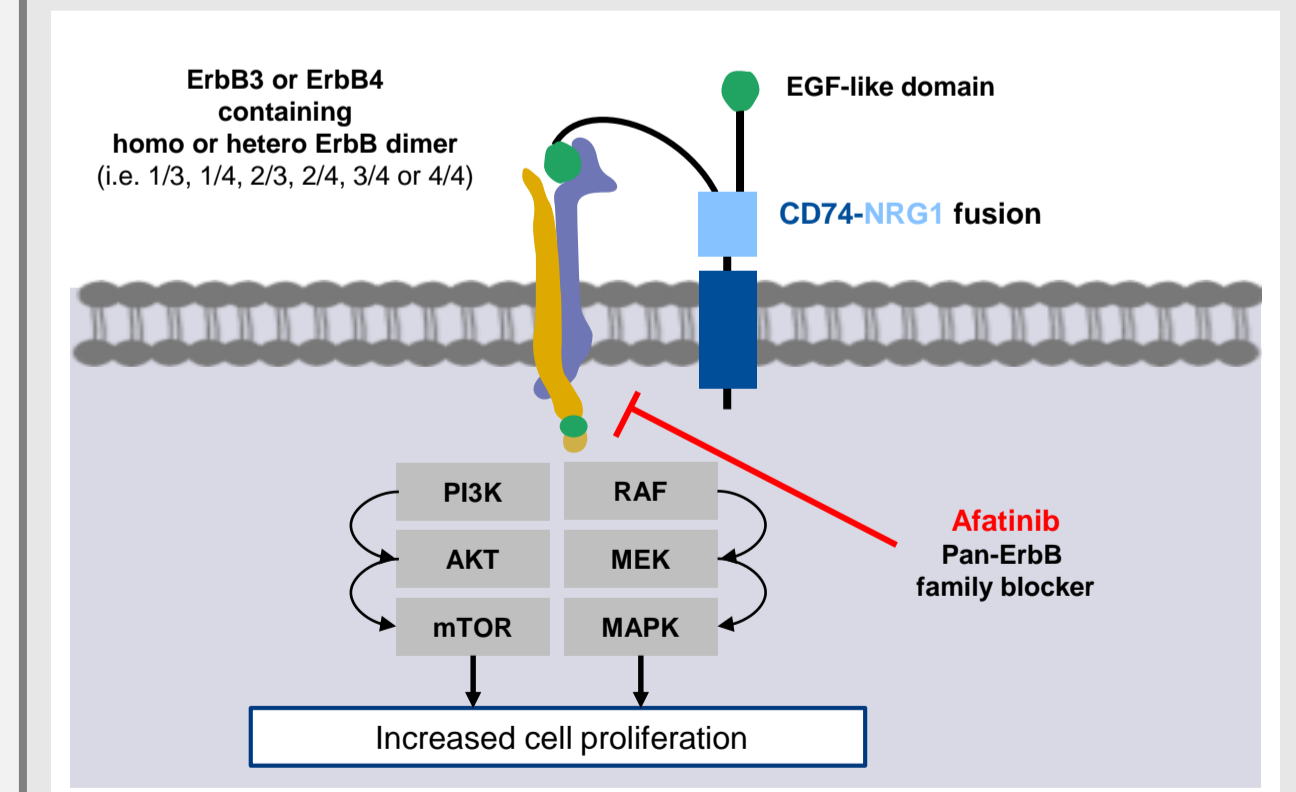 ErbB3 or ErbB4
containing
homo or hetero ErbB dimer
(i.e. 1/3, 1/4, 2/3, 2/4, 3/4 or 4/4)
EGF-like domain
CD74-NRG1 fusion
PI3K
RAF
AKT
MEK
mTOR
MAPK
Afatinib
Pan-ErbB
family blocker
Increased cell proliferation